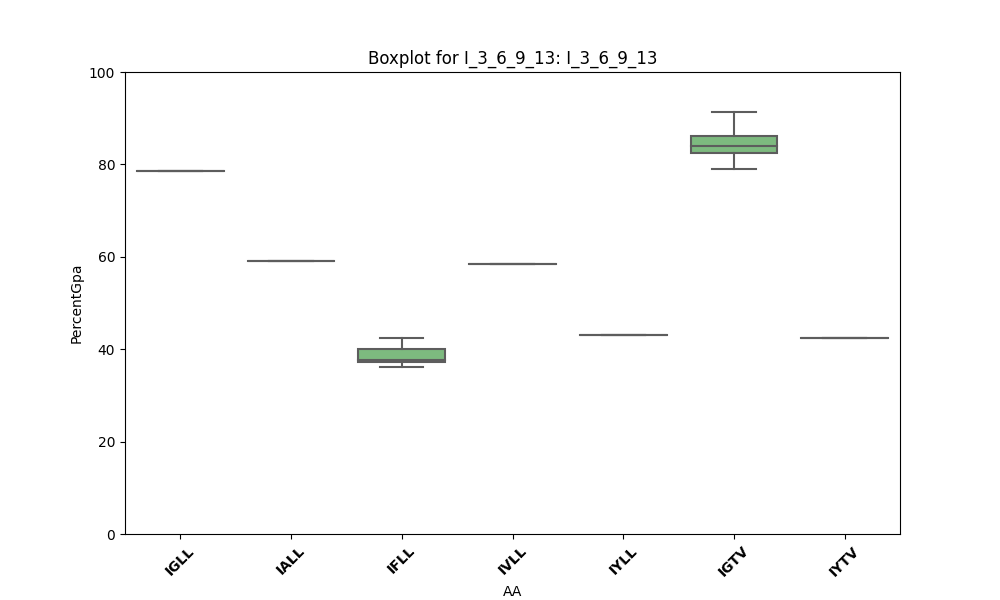 Boxplot for I_3_6_9_13: I_3_6_9_13
100
80
60
40
20
0
PercentGpa
IGLL IALL IFLL IVLL IYLL IGTV IYTV
AA